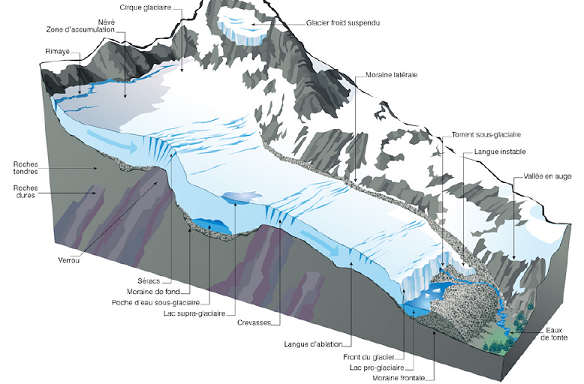 Cirque glaciaire
Névé
Zone d'accumulation
Glacier froid suspendu
Rimaye
Moraine latérale
Torrent sous-glaciaire
Langue instable
Roches
tendres
Vallée en auge
Roches
dures
Verrou
Séracs
Moraine de fond
Poche d'eau sous-glaciaire
Lac supra-glaciaire
Crevasses
Eaux
de fonte
Langue d'ablation
Front du glacier
Lac pro-glaciaire
Moraine frontale